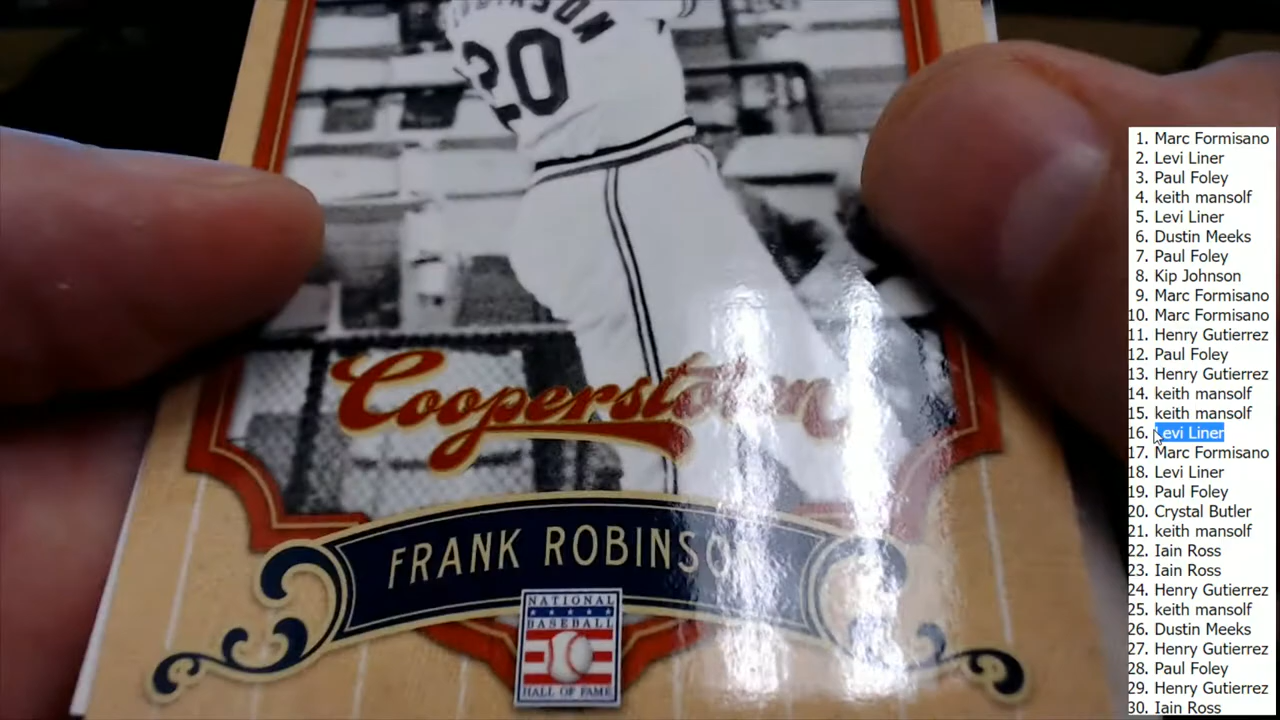 ROBINSON
20
Cooperstown
FRANK ROBINSON
NATIONAL
BASEBALL
HALL OF FAME
1. Marc Formisano
2. Levi Liner
3. Paul Foley
4. keith mansolf
5. Levi Liner
6. Dustin Meeks
7. Paul Foley
8. Kip Johnson
9. Marc Formisano
10. Marc Formisano
11. Henry Gutierrez
12. Paul Foley
13. Henry Gutierrez
14. keith mansolf
15. keith mansolf
16. Levi Liner
17. Marc Formisano
18. Levi Liner
19. Paul Foley
20. Crystal Butler
21. keith mansolf
22. Iain Ross
23. Iain Ross
24. Henry Gutierrez
25. keith mansolf
26. Dustin Meeks
27. Henry Gutierrez
28. Paul Foley
29. Henry Gutierrez
30. Iain Ross